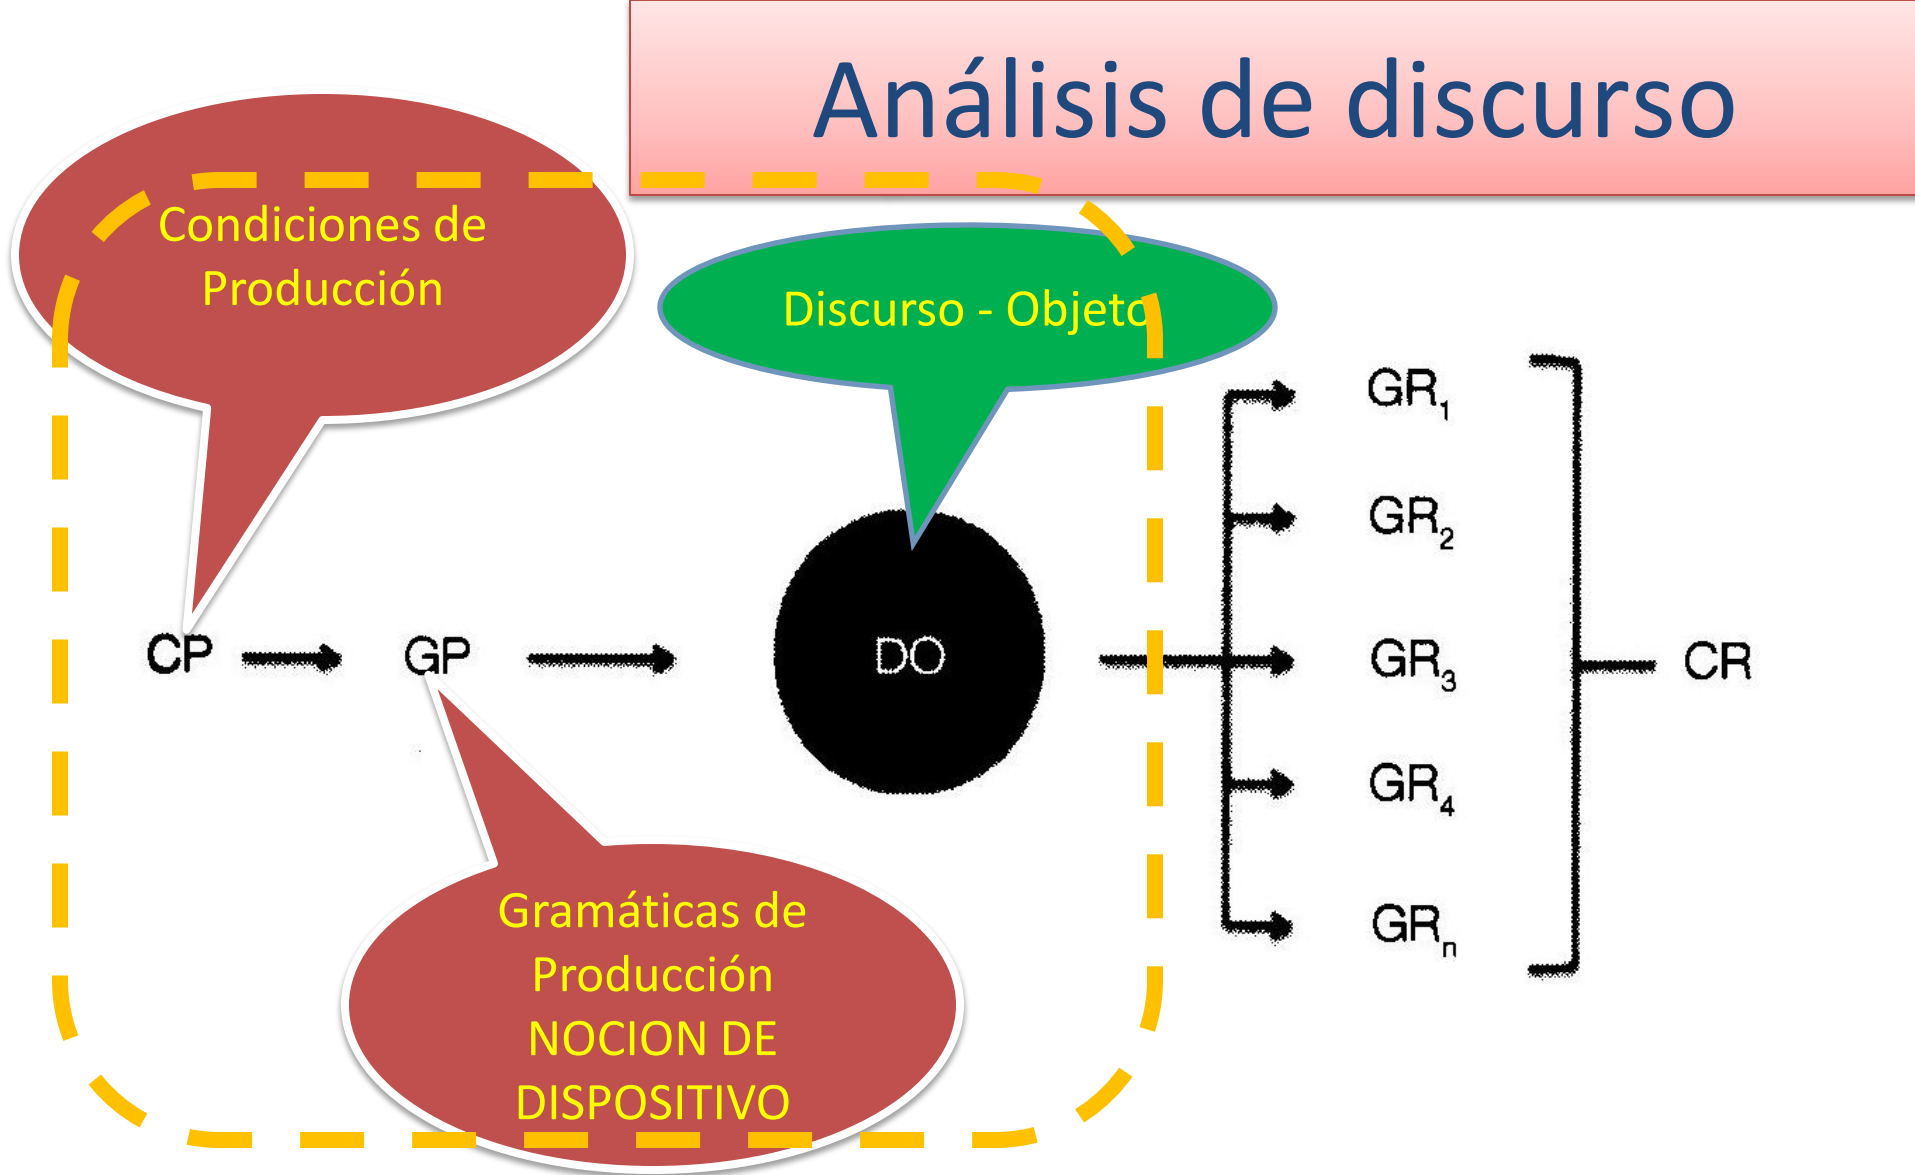 Análisis de discurso
Condiciones de
Producción
Discurso - Objeto
CP
GP
DO
GR₁
GR₂
GR₃
GR₄
GRₙ
CR
Gramáticas de
Producción
NOCION DE
DISPOSITIVO